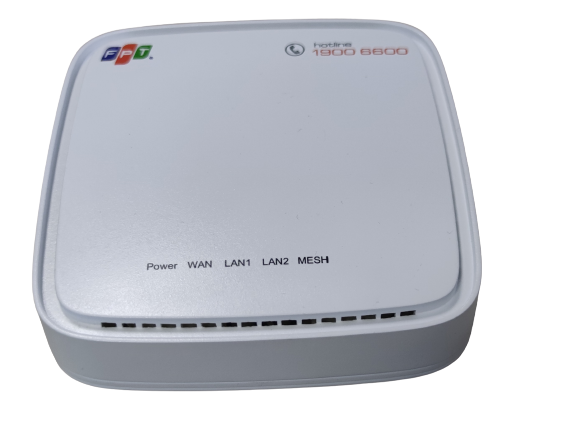 FPT
hotline
1900 6600
Power WAN LAN1 LAN2 MESH